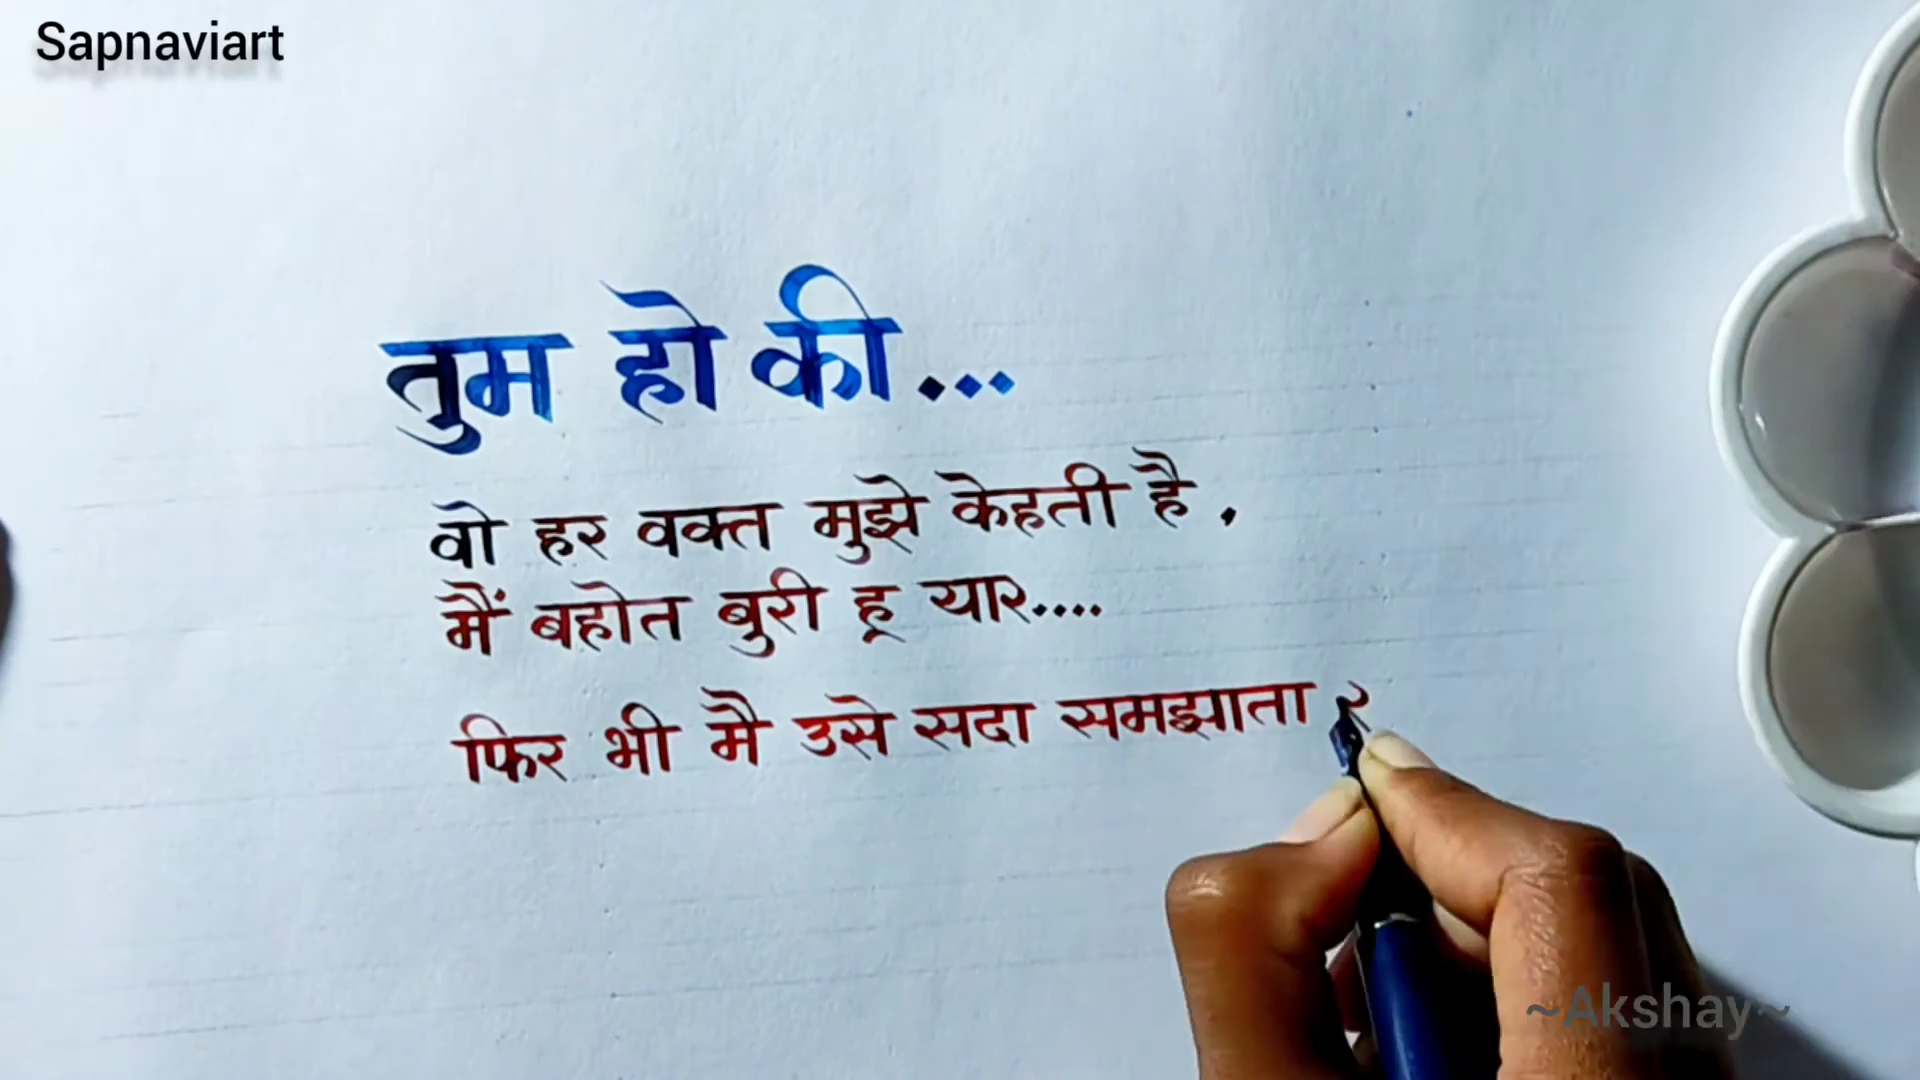 Sapnaviart
तुम हो की...
वो हर वक्त मुझे केहती है ,
मैं बहोत बुरी हू यार....
फिर भी मै उसे सदा समझाता र
~Akshay~